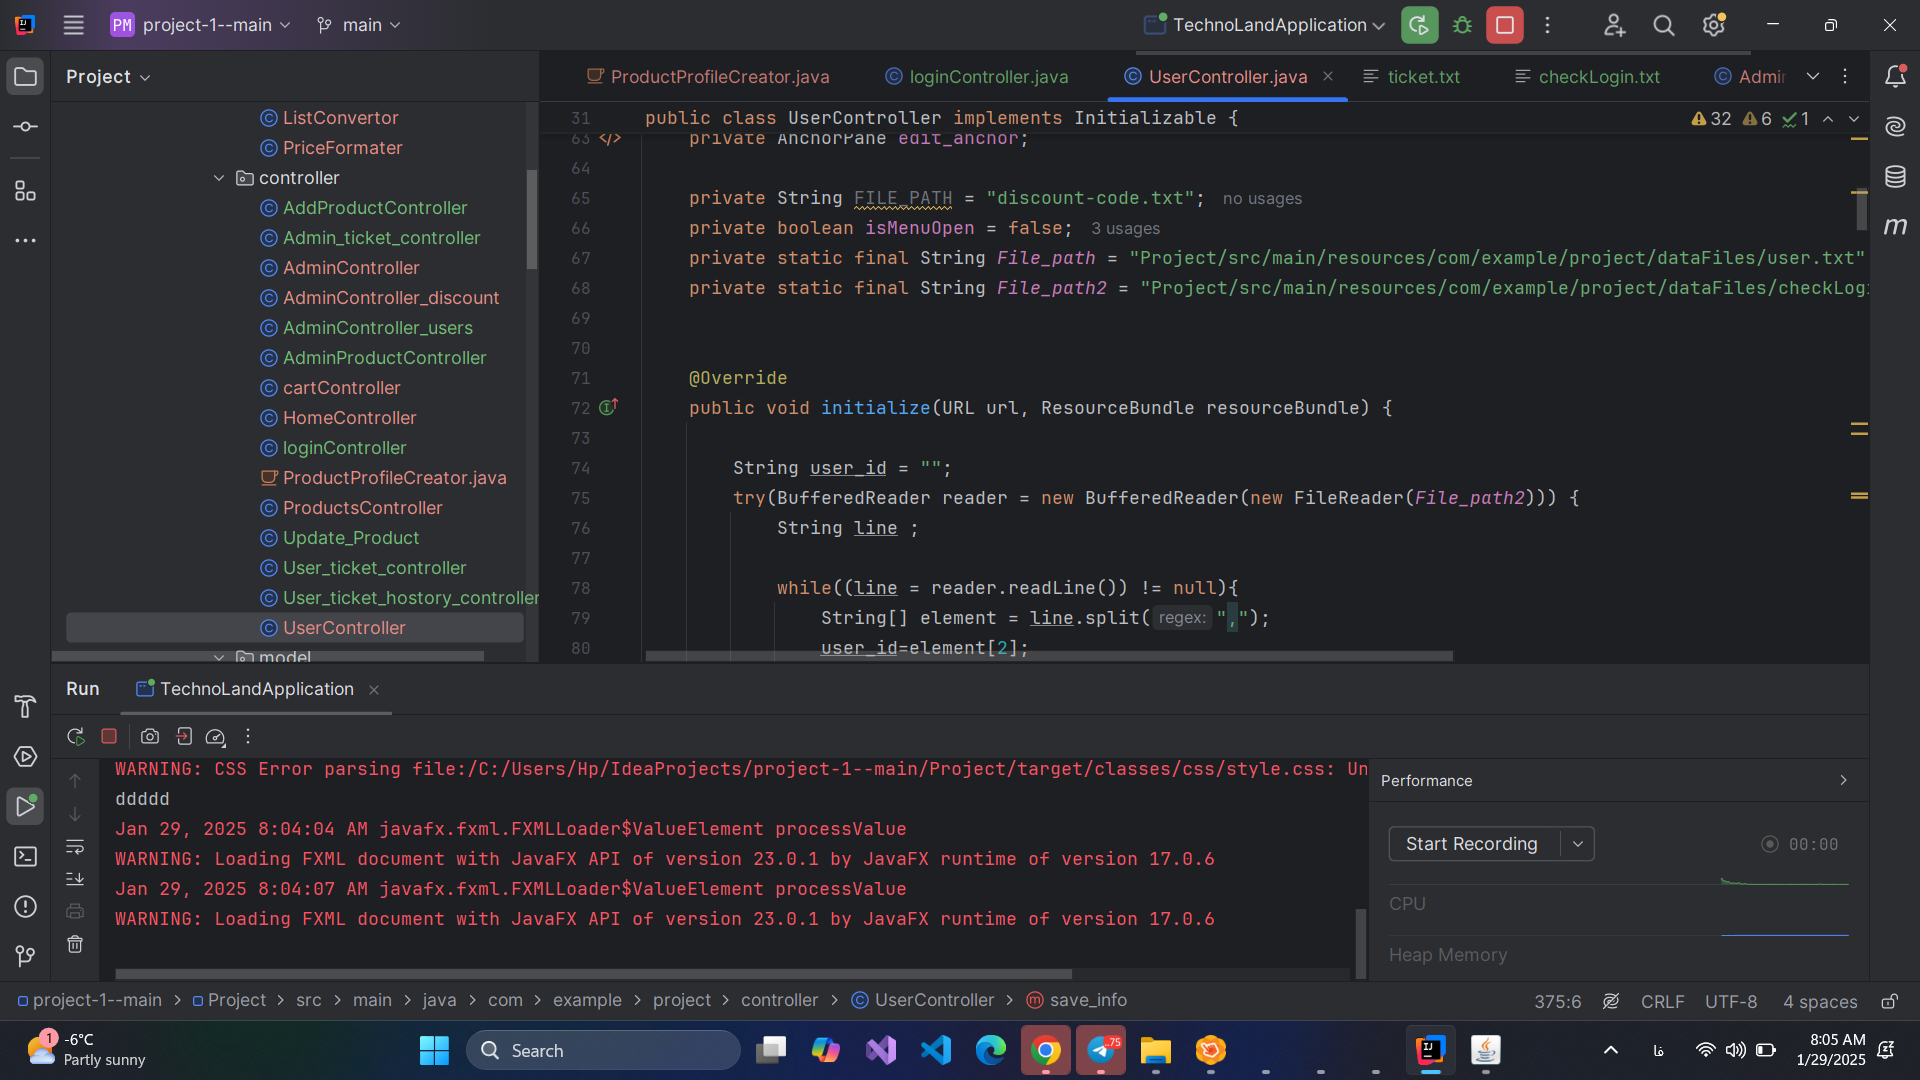 PM project-1--main main TechnoLandApplication
Project
ProductProfileCreator.java loginController.java UserController.java ticket.txt checkLogin.txt Admin
ListConvertor
PriceFormater
controller
AddProductController
Admin_ticket_controller
AdminController
AdminController_discount
AdminController_users
AdminProductController
cartController
HomeController
loginController
ProductProfileCreator.java
ProductsController
Update_Product
User_ticket_controller
User_ticket_hostory_controller
UserController
model
31 public class UserController implements Initializable { 32 6 1
63 private AnchorPane edit_anchor;
64
65 private String FILE_PATH = "discount-code.txt"; no usages
66 private boolean isMenuOpen = false; 3 usages
67 private static final String File_path = "Project/src/main/resources/com/example/project/dataFiles/user.txt"
68 private static final String File_path2 = "Project/src/main/resources/com/example/project/dataFiles/checkLog
69
70
71 @Override
72 public void initialize(URL url, ResourceBundle resourceBundle) {
73
74 String user_id = "";
75 try(BufferedReader reader = new BufferedReader(new FileReader(File_path2))) {
76 String line ;
77
78 while((line = reader.readLine()) != null){
79 String[] element = line.split( regex: ",");
80 user_id=element[2];
Run TechnoLandApplication
WARNING: CSS Error parsing file:/C:/Users/Hp/IdeaProjects/project-1--main/Project/target/classes/css/style.css: Un
ddddd
Jan 29, 2025 8:04:04 AM javafx.fxml.FXMLLoader$ValueElement processValue
WARNING: Loading FXML document with JavaFX API of version 23.0.1 by JavaFX runtime of version 17.0.6
Jan 29, 2025 8:04:07 AM javafx.fxml.FXMLLoader$ValueElement processValue
WARNING: Loading FXML document with JavaFX API of version 23.0.1 by JavaFX runtime of version 17.0.6
Performance
Start Recording 00:00
CPU
Heap Memory
project-1--main > Project > src > main > java > com > example > project > controller > UserController > save_info 375:6 CRLF UTF-8 4 spaces
1 -6°C
Partly sunny
Search
..75
فا
8:05 AM
1/29/2025